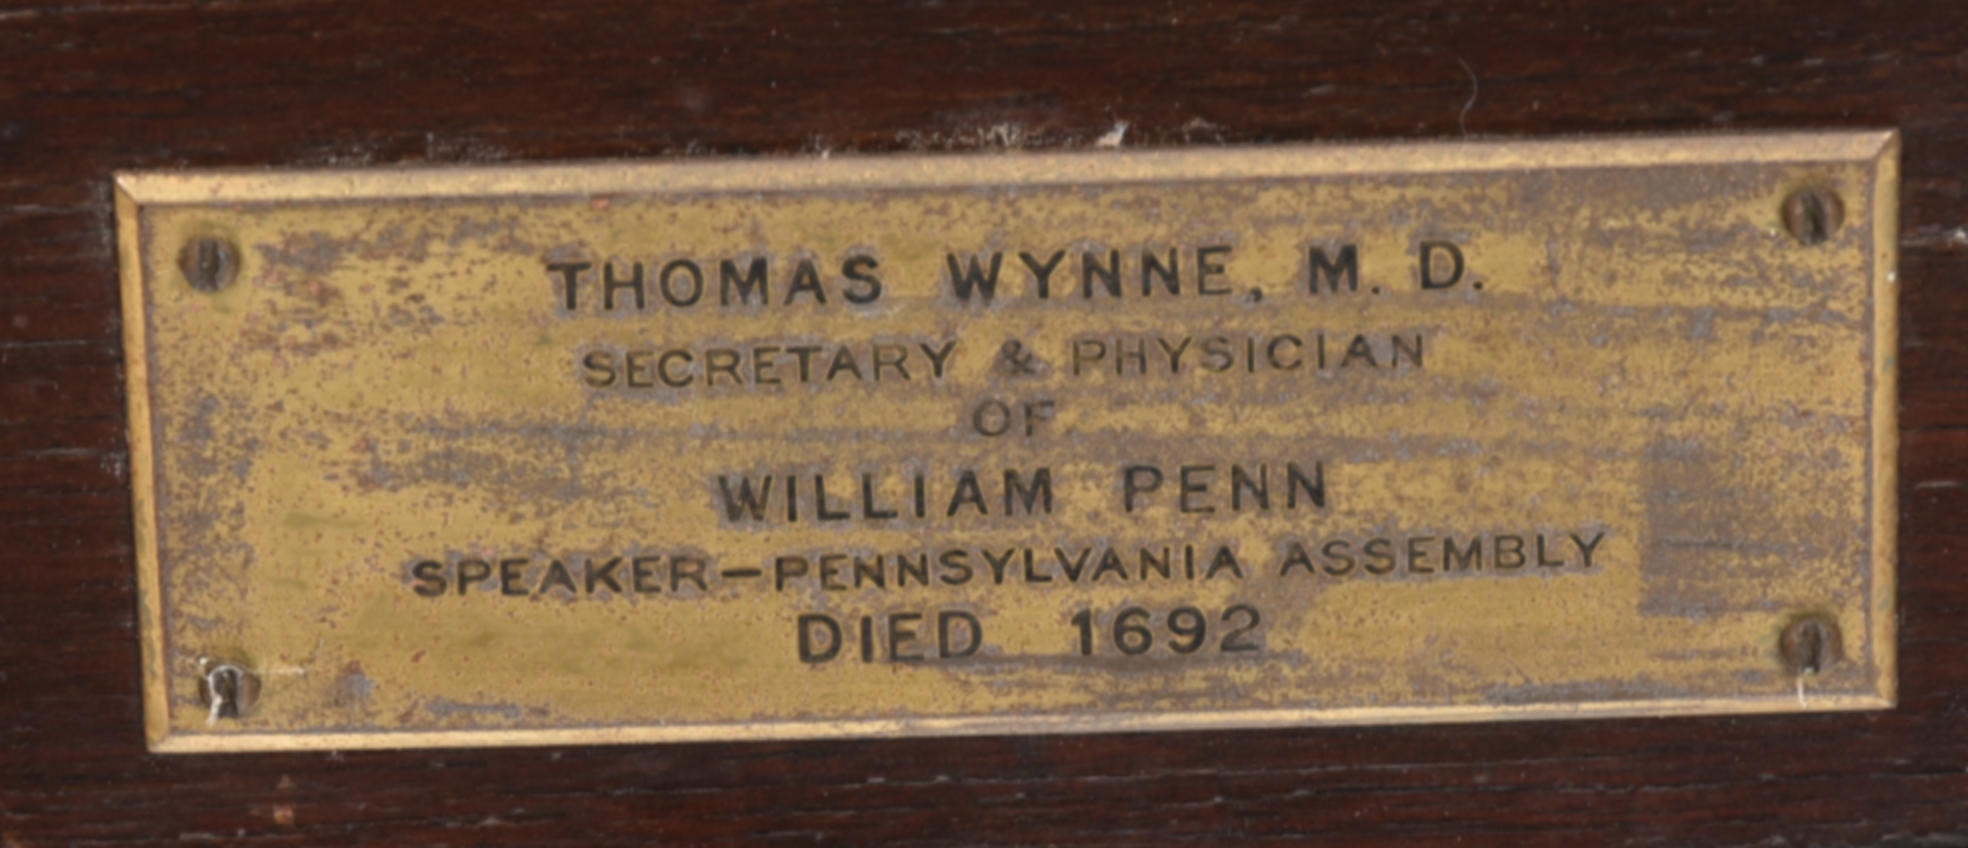 THOMAS WYNNE, M. D.
SECRETARY & PHYSICIAN
OF
WILLIAM PENN
SPEAKER—PENNSYLVANIA ASSEMBLY
DIED 1692